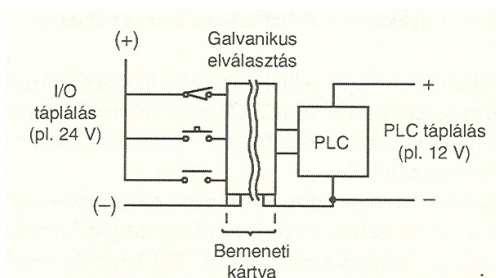 (+)
Galvanikus
elválasztás
I/O
táplálás
(pl. 24 V)
+
PLC
PLC táplálás
(pl. 12 V)
(−)
−
Bemeneti
kártya